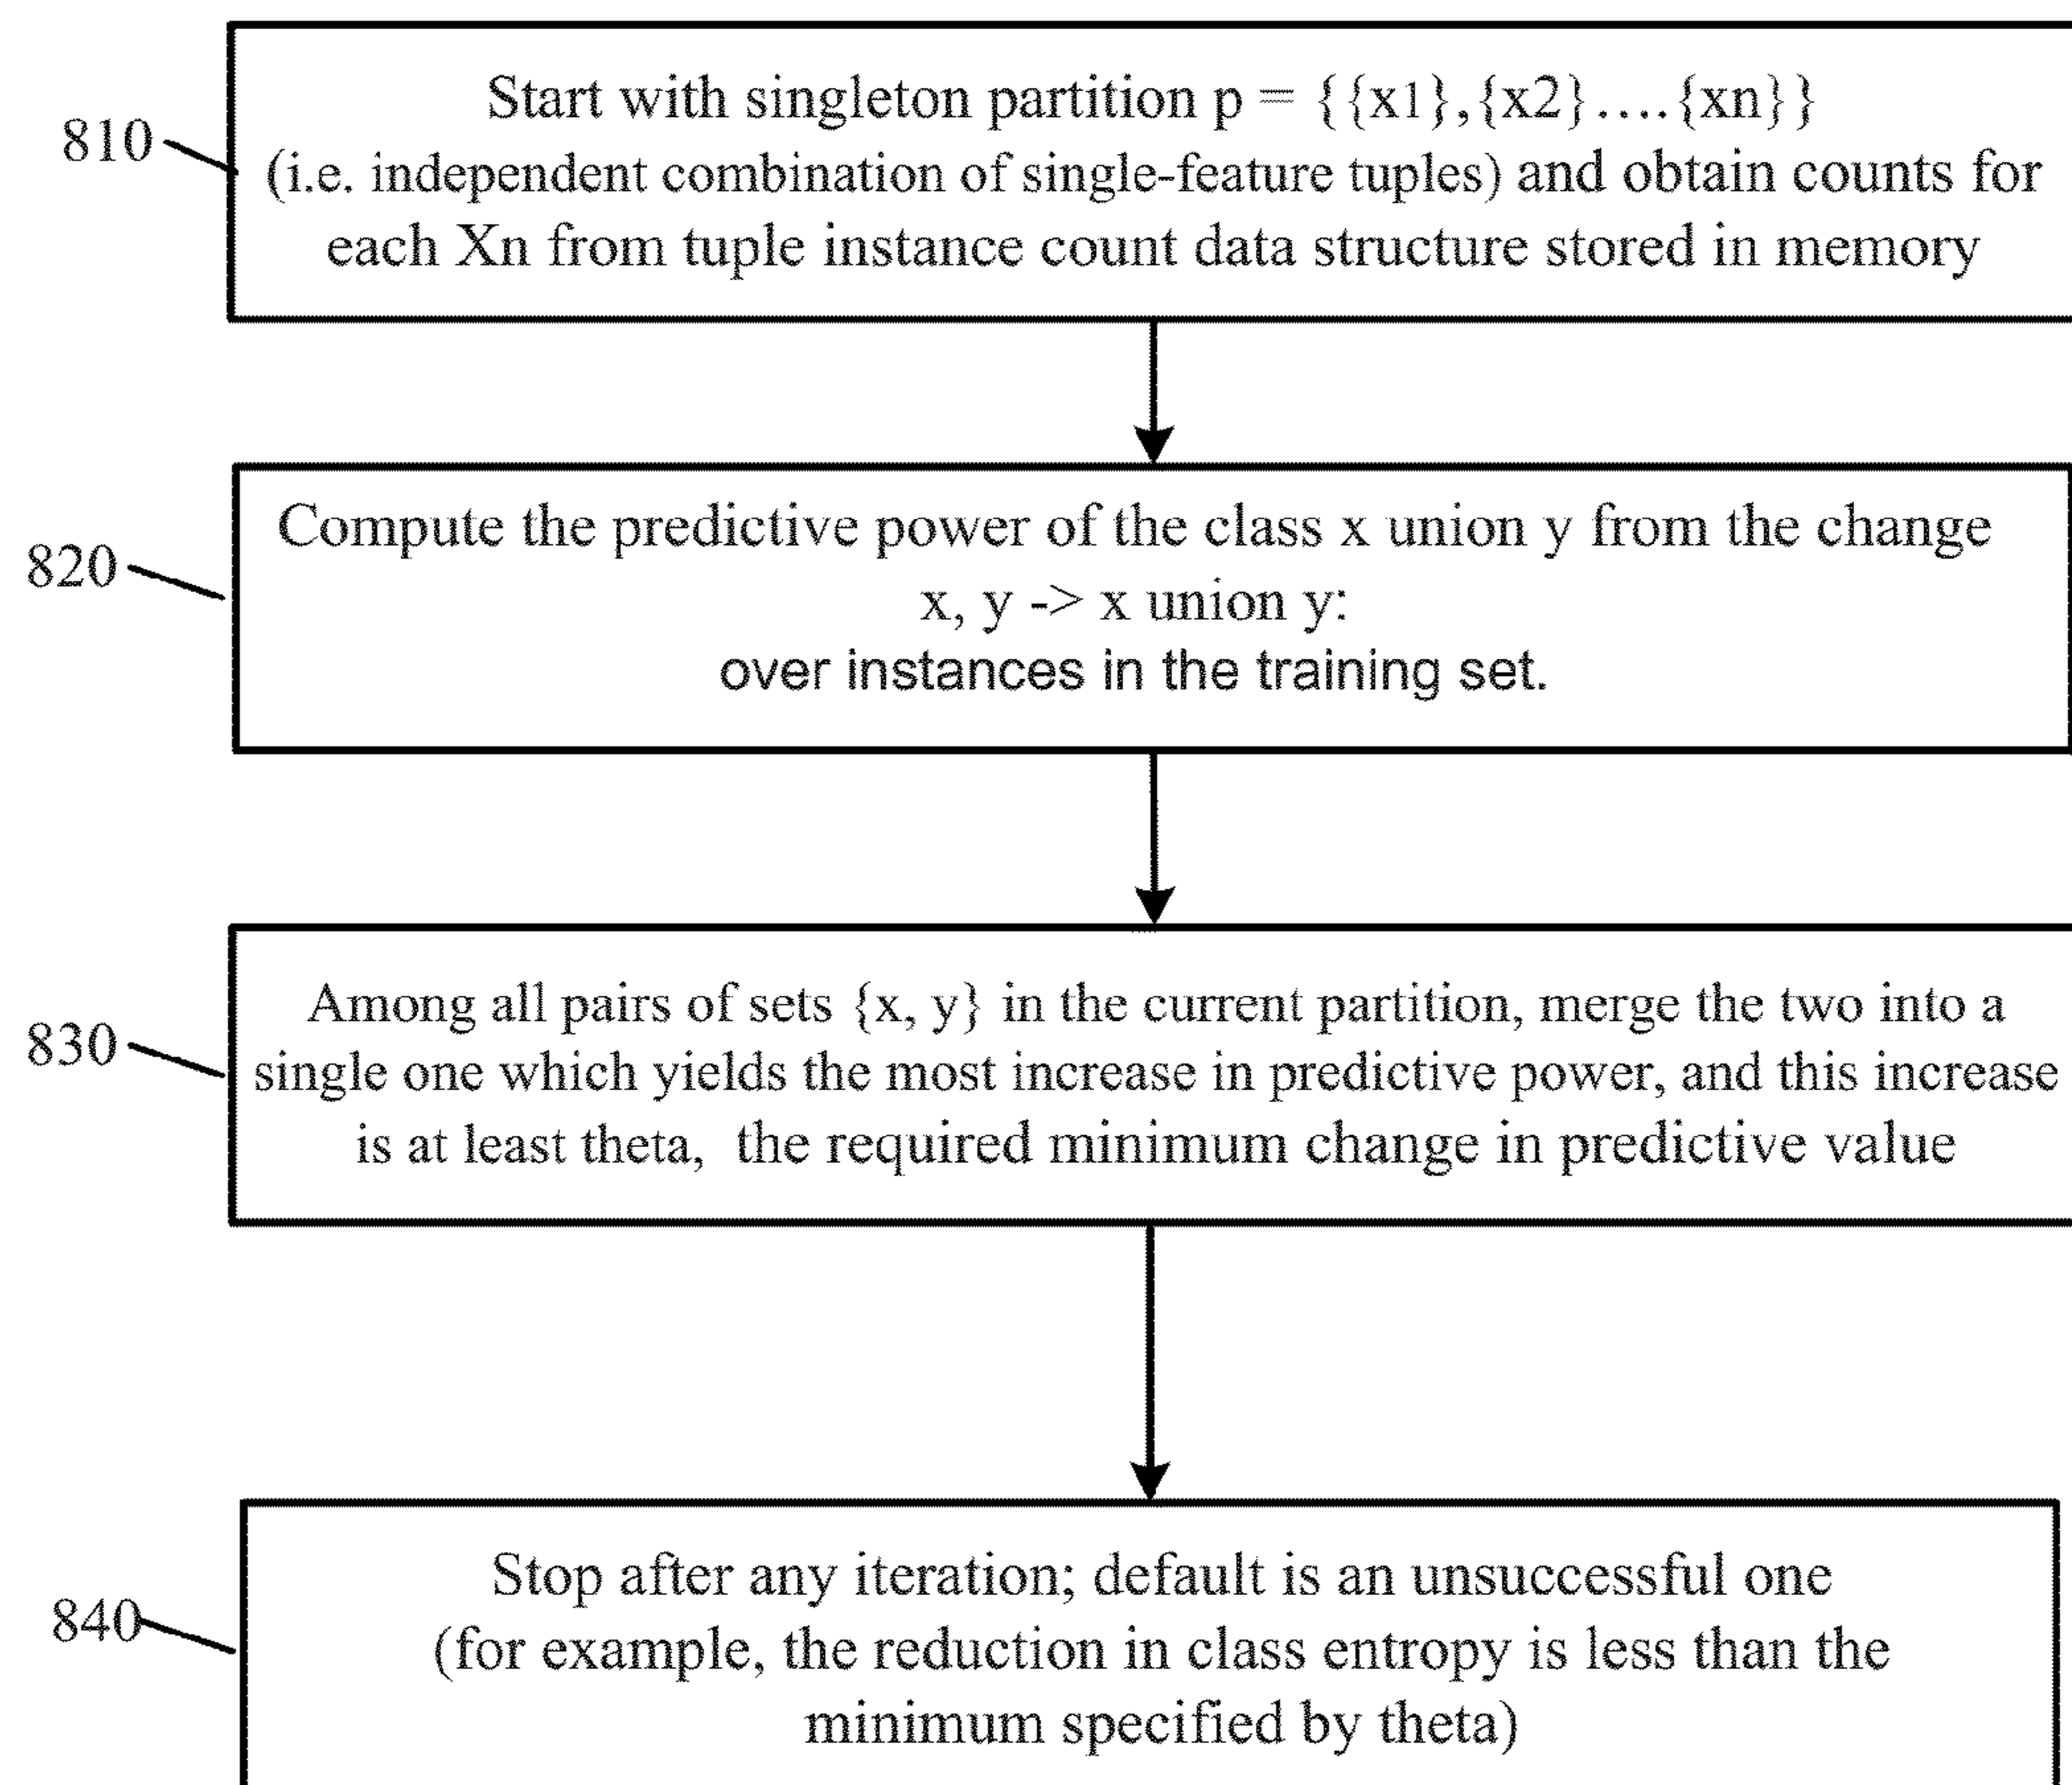 Start with singleton partition p = {{x1},{x2}....{xn}}
810
(i.e. independent combination of single-feature tuples) and obtain counts for
each Xn from tuple instance count data structure stored in memory
Compute the predictive power of the class x union y from the change
820
x, y -> x union y:
over instances in the training set.
Among all pairs of sets {x, y} in the current partition, merge the two into a
830
single one which yields the most increase in predictive power, and this increase
is at least theta, the required minimum change in predictive value
Stop after any iteration; default is an unsuccessful one
840
(for example, the reduction in class entropy is less than the
minimum specified by theta)